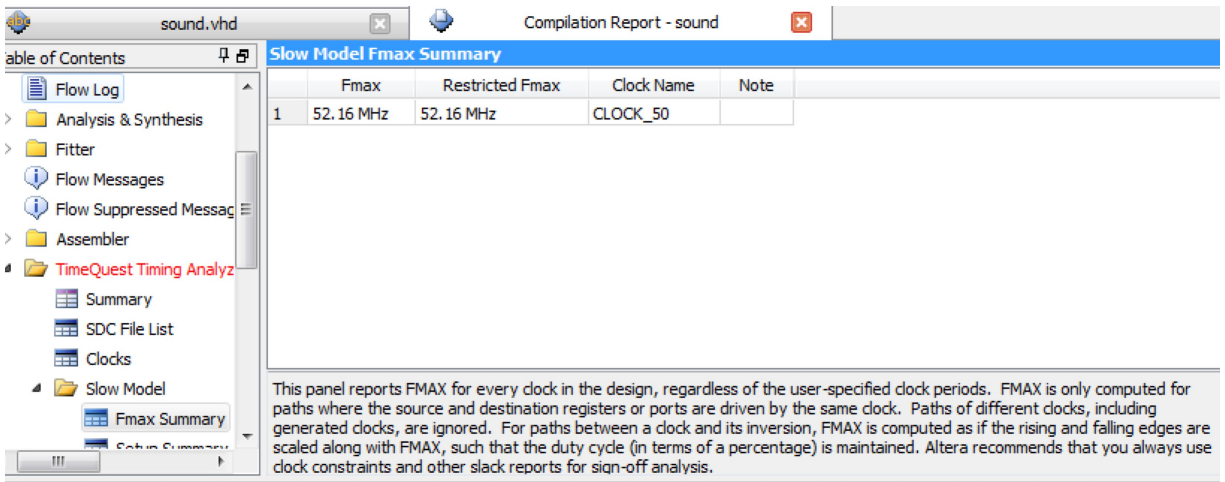 abc
sound.vhd
Compilation Report - sound
Table of Contents
Flow Log
Analysis & Synthesis
Fitter
Flow Messages
Flow Suppressed Messag
Assembler
TimeQuest Timing Analyz
Summary
SDC File List
Clocks
Slow Model
Fmax Summary
Setup Summary
Slow Model Fmax Summary
Fmax Restricted Fmax Clock Name Note
1 52.16 MHz 52.16 MHz CLOCK_50
This panel reports FMAX for every clock in the design, regardless of the user-specified clock periods. FMAX is only computed for
paths where the source and destination registers or ports are driven by the same clock. Paths of different clocks, including
generated clocks, are ignored. For paths between a clock and its inversion, FMAX is computed as if the rising and falling edges are
scaled along with FMAX, such that the duty cycle (in terms of a percentage) is maintained. Altera recommends that you always use
clock constraints and other slack reports for sign-off analysis.